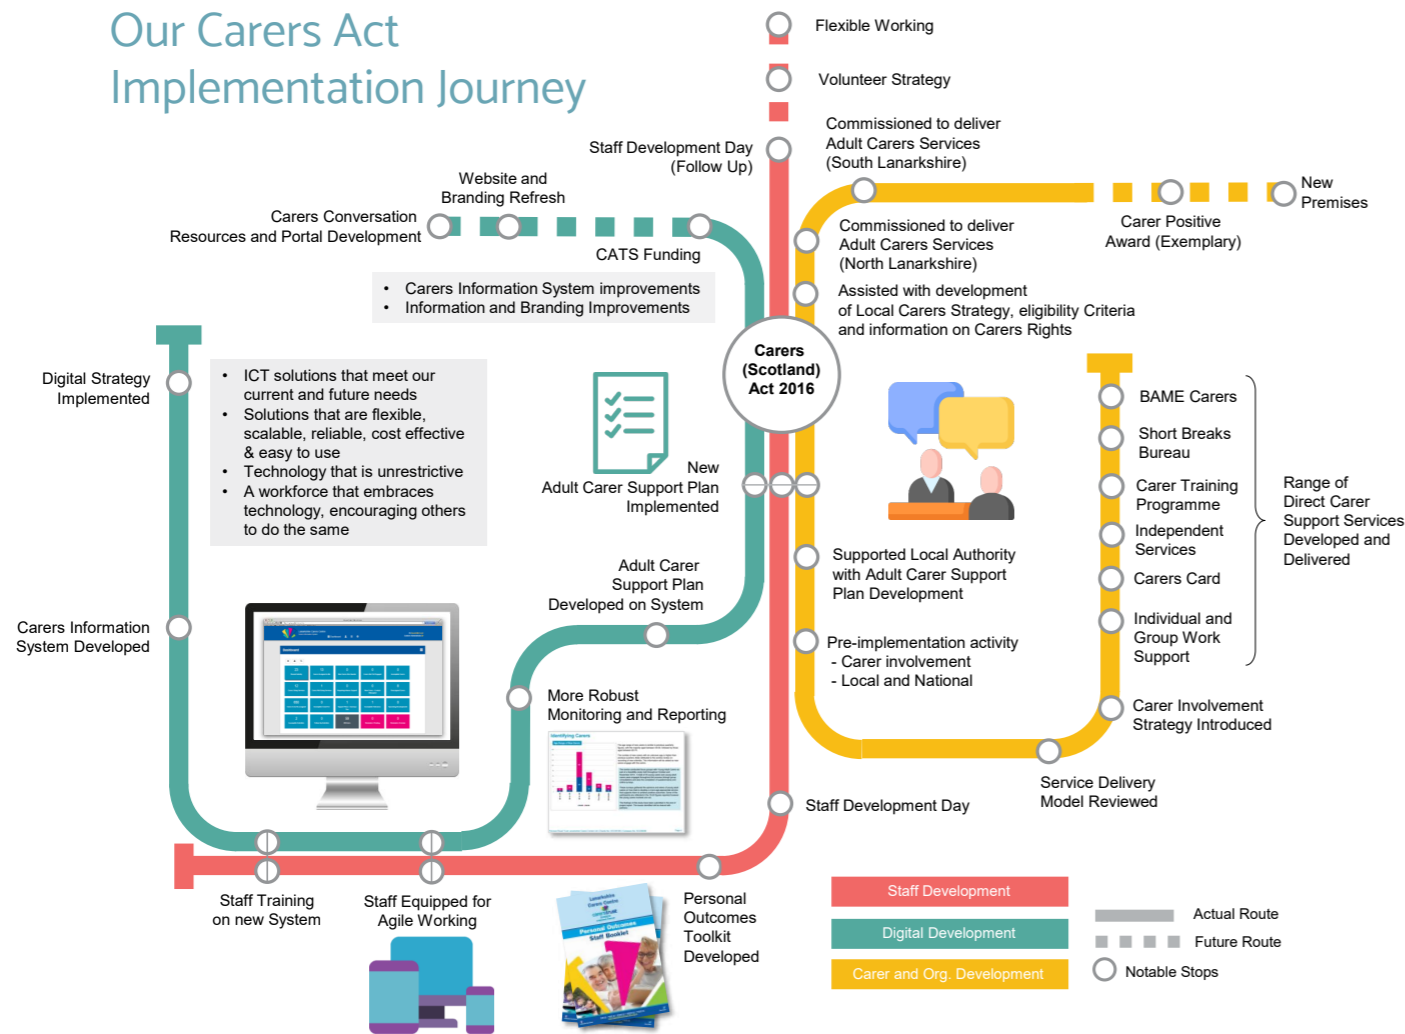 Our Carers Act
Implementation Journey
Flexible Working
Volunteer Strategy
Commissioned to deliver
Adult Carers Services
(South Lanarkshire)
Staff Development Day
(Follow Up)
Website and
Branding Refresh
New
Premises
Carers Conversation
Resources and Portal Development
Carer Positive
Award (Exemplary)
CATS Funding
Commissioned to deliver
Adult Carers Services
(North Lanarkshire)
• Carers Information System improvements
• Information and Branding Improvements
Assisted with development
of Local Carers Strategy, eligibility Criteria
and information on Carers Rights
Carers
(Scotland)
Act 2016
Digital Strategy
Implemented
• ICT solutions that meet our
current and future needs
• Solutions that are flexible,
scalable, reliable, cost effective
& easy to use
• Technology that is unrestrictive
• A workforce that embraces
technology, encouraging others
to do the same
New
Adult Carer Support Plan
Implemented
BAME Carers
Short Breaks
Bureau
Carer Training
Programme
Independent
Services
Carers Card
Individual and
Group Work
Support
Range of
Direct Carer
Support Services
Developed and
Delivered
Supported Local Authority
with Adult Carer Support
Plan Development
Adult Carer
Support Plan
Developed on System
Carers Information
System Developed
Pre-implementation activity
- Carer involvement
- Local and National
More Robust
Monitoring and Reporting
Identifying Carers
Carer Involvement
Strategy Introduced
Service Delivery
Model Reviewed
Staff Development Day
Staff Training
on new System
Staff Equipped for
Agile Working
Lanarkshire
Carers Centre
Personal Outcomes
Staff Booklet
Personal
Outcomes
Toolkit
Developed
Staff Development
Digital Development
Carer and Org. Development
Actual Route
Future Route
Notable Stops